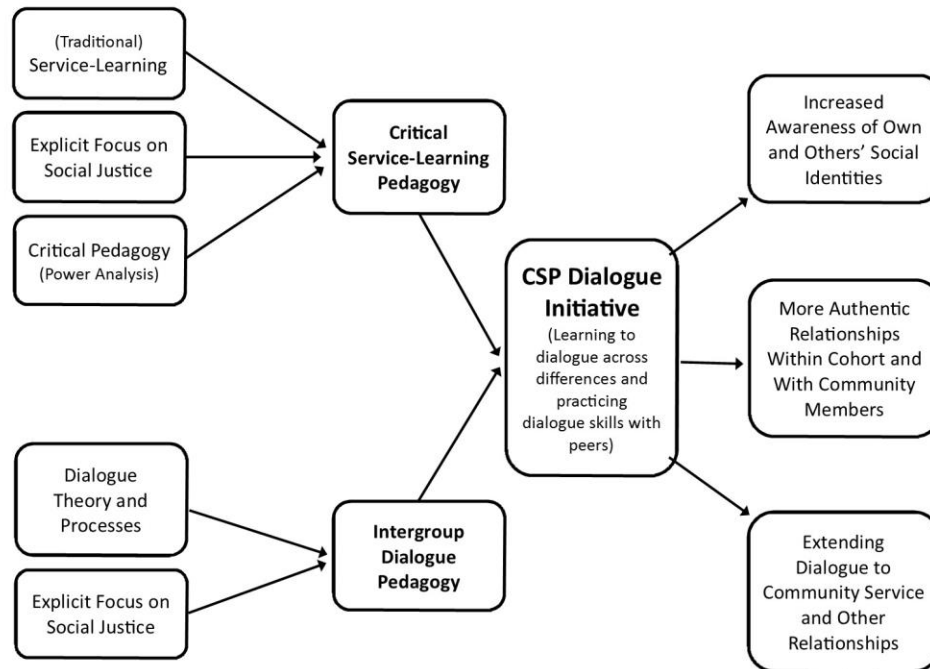 (Traditional)
Service-Learning
Explicit Focus on
Social Justice
Critical Pedagogy
(Power Analysis)
Dialogue
Theory and
Processes
Explicit Focus on
Social Justice
Critical
Service-Learning
Pedagogy
Intergroup
Dialogue
Pedagogy
CSP Dialogue
Initiative
(Learning to
dialogue across
differences and
practicing
dialogue skills with
peers)
Increased
Awareness of Own
and Others’ Social
Identities
More Authentic
Relationships
Within Cohort and
With Community
Members
Extending
Dialogue to
Community Service
and Other
Relationships